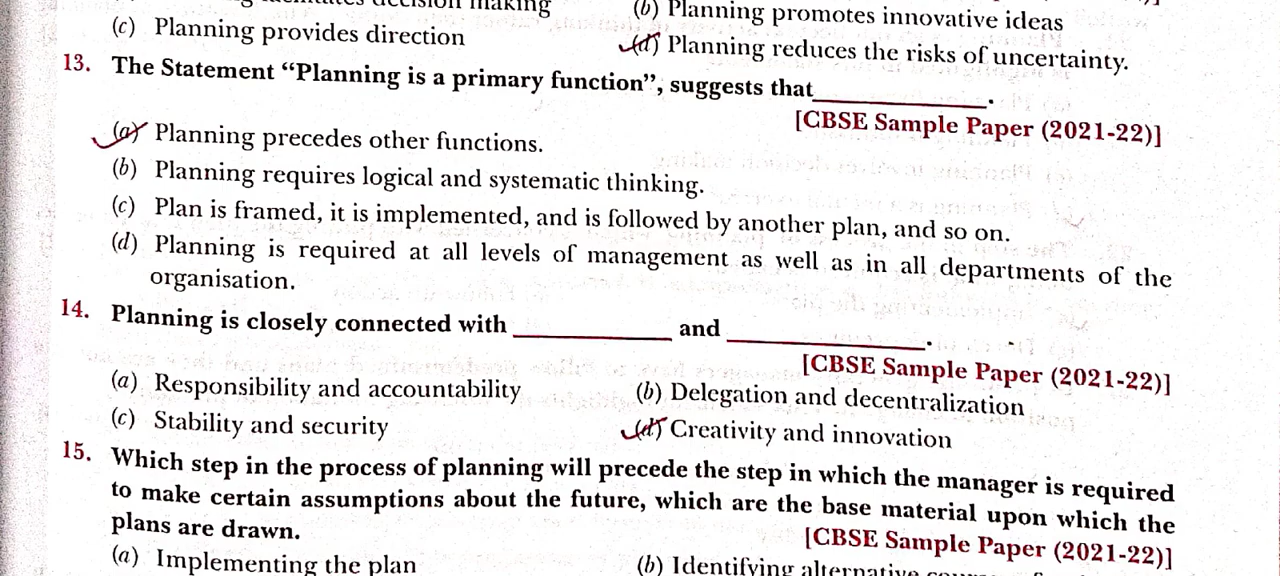 decision making
(b) Planning promotes innovative ideas
(c) Planning provides direction
(d) Planning reduces the risks of uncertainty.
13. The Statement “Planning is a primary function”, suggests that__________.
[CBSE Sample Paper (2021-22)]
(a) Planning precedes other functions.
(b) Planning requires logical and systematic thinking.
(c) Plan is framed, it is implemented, and is followed by another plan, and so on.
(d) Planning is required at all levels of management as well as in all departments of the
organisation.
14. Planning is closely connected with __________ and __________.
[CBSE Sample Paper (2021-22)]
(a) Responsibility and accountability
(b) Delegation and decentralization
(c) Stability and security
(d) Creativity and innovation
15. Which step in the process of planning will precede the step in which the manager is required
to make certain assumptions about the future, which are the base material upon which the
plans are drawn.
[CBSE Sample Paper (2021-22)]
(a) Implementing the plan
(b) Identifying alternative